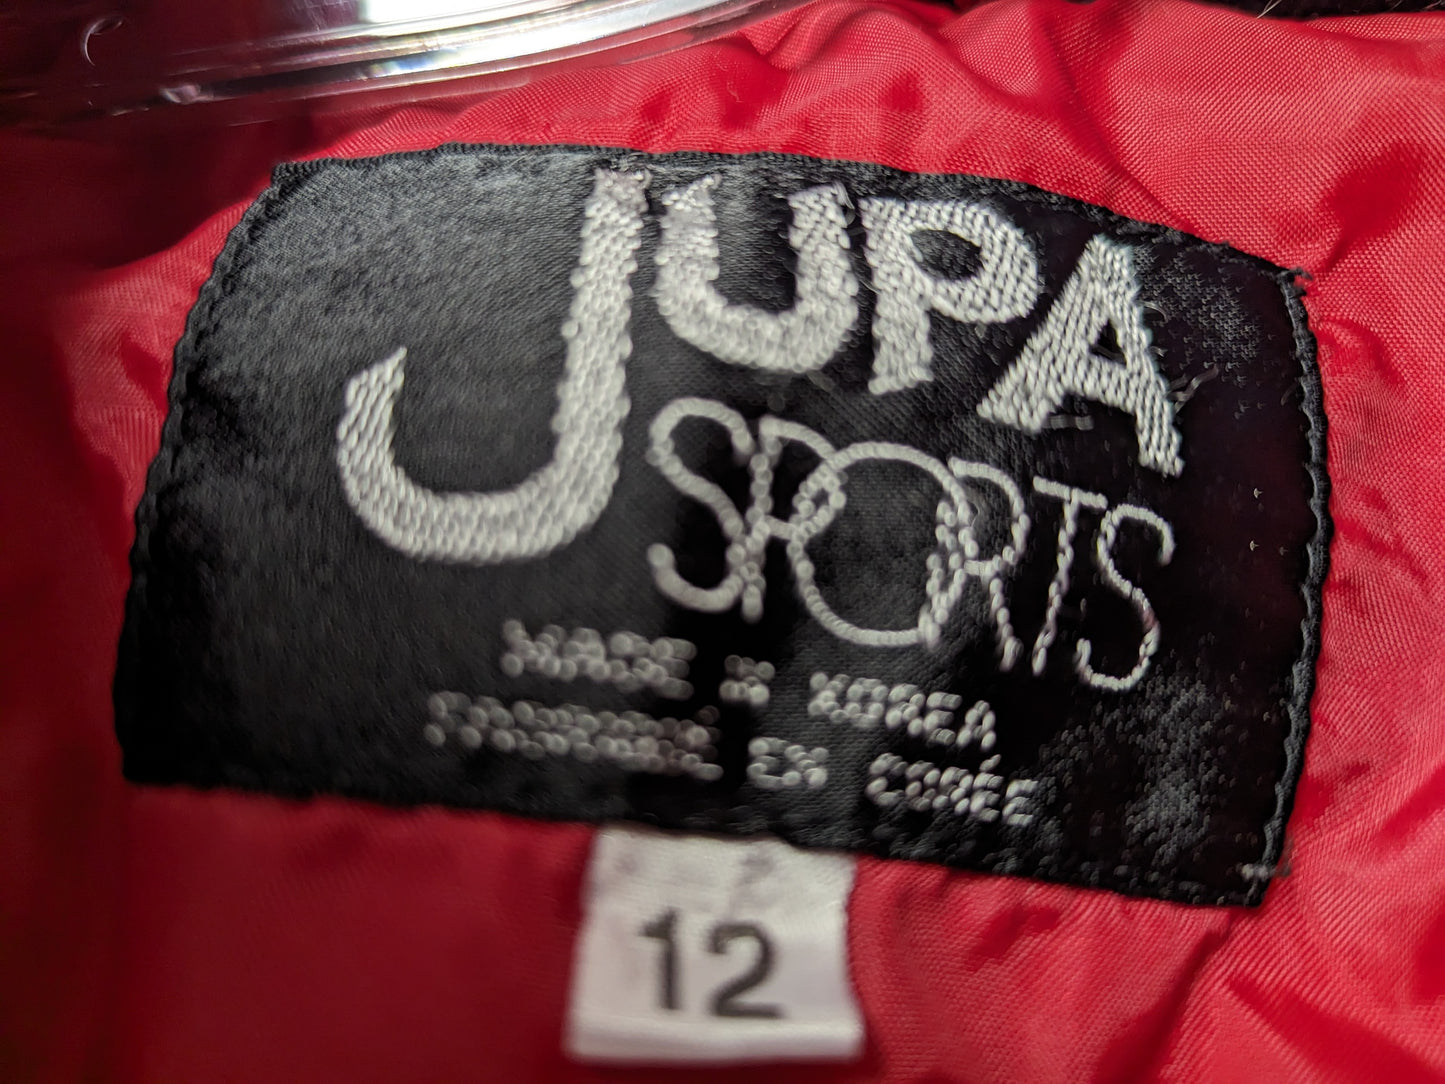 JUPA
SPORTS
MADE IN KOREA
FABRIQUÉ EN CORÉE
12